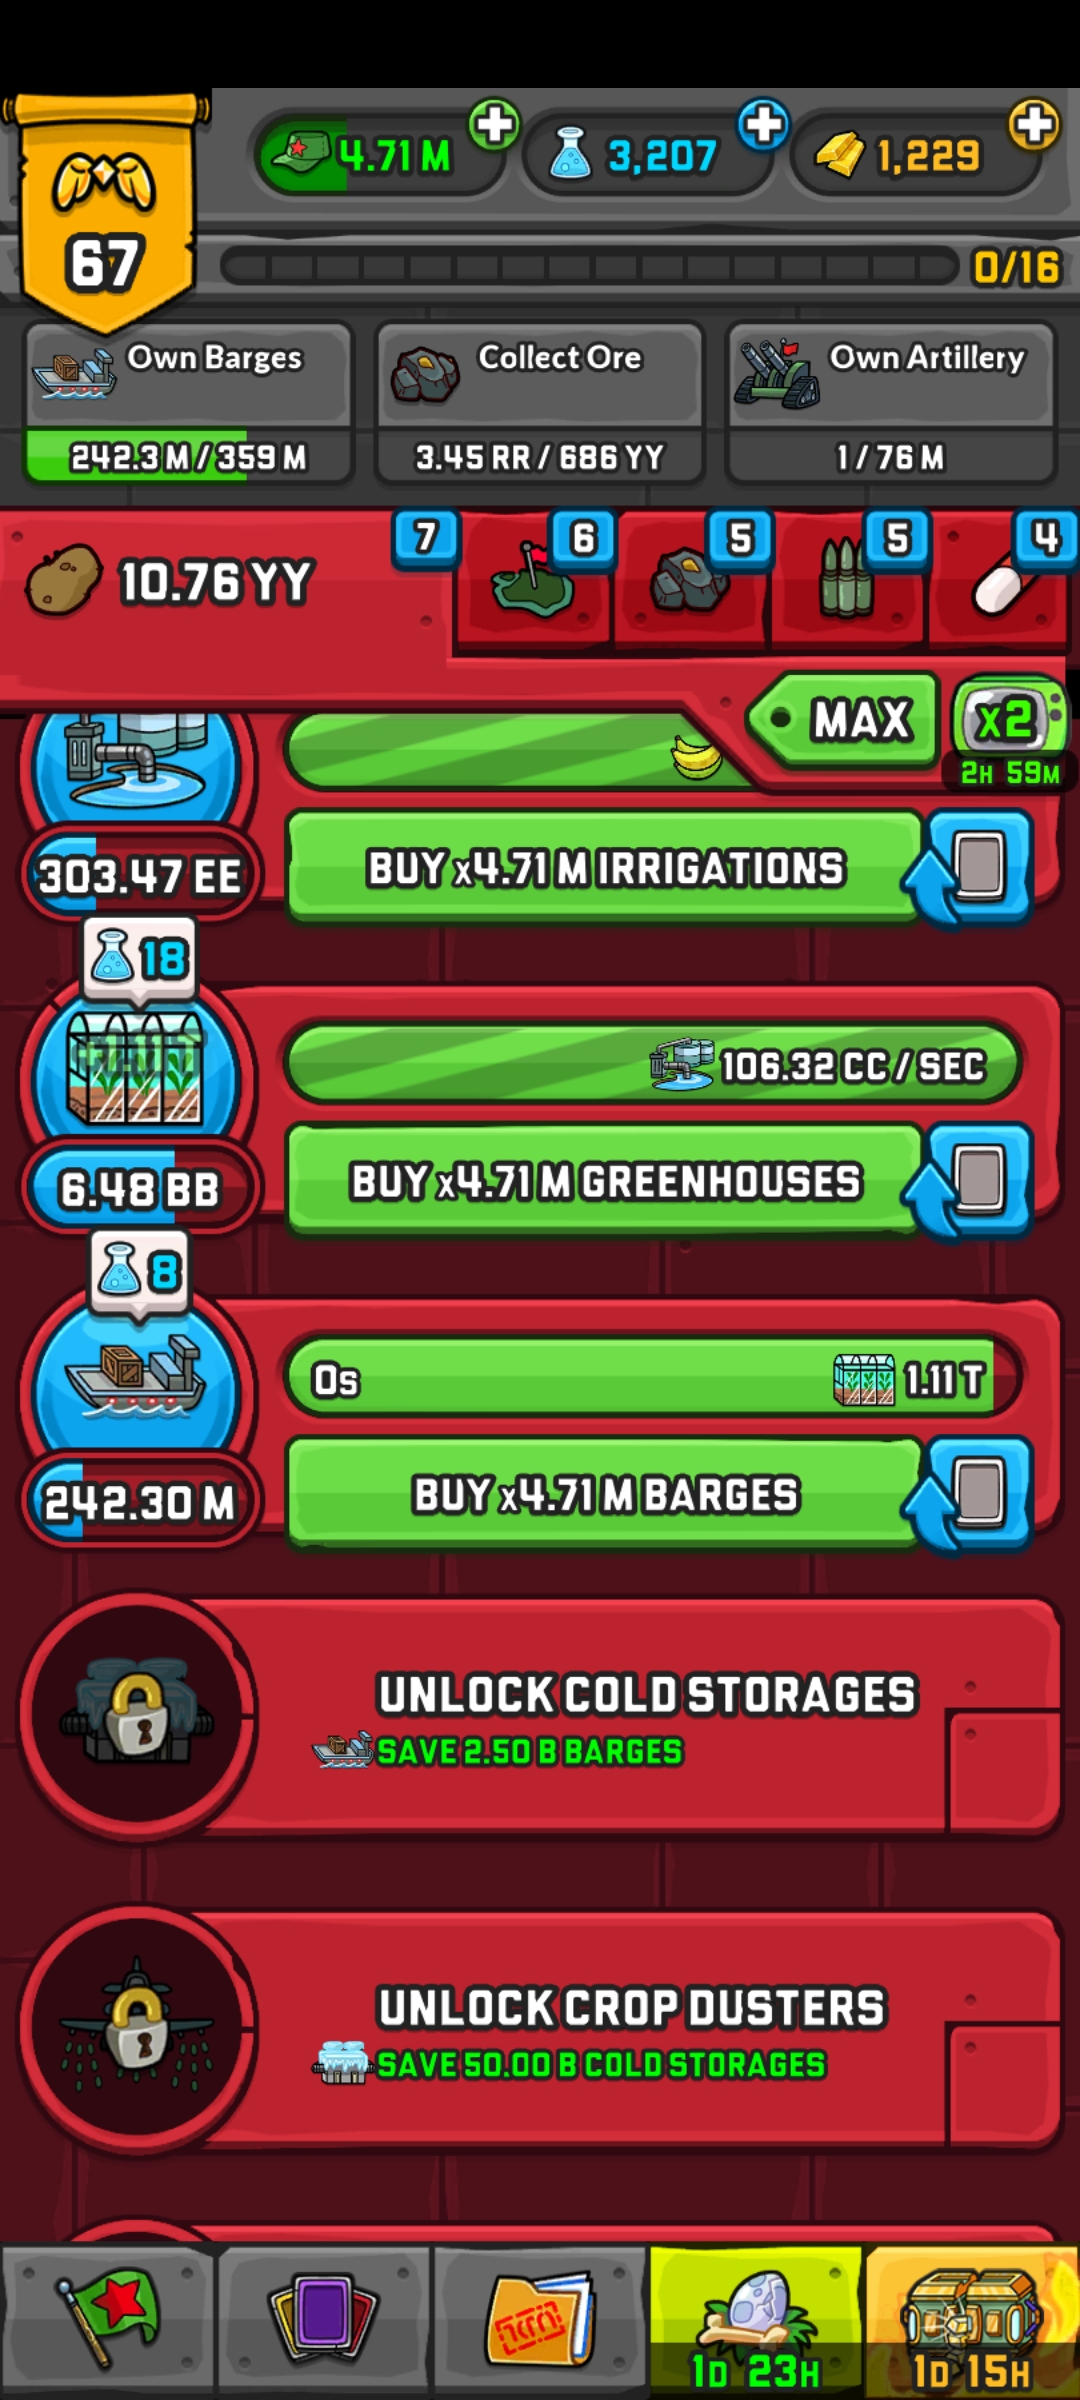 4.71 M
3,207
1,229
67
0/16
Own Barges
Collect Ore
Own Artillery
242.3 M / 359 M
3.45 RR / 686 YY
1 / 76 M
10.76 YY
7
6
5
5
4
MAX
x2
2H 59M
303.47 EE
BUY x4.71 M IRRIGATIONS
18
106.32 CC / SEC
6.48 BB
BUY x4.71 M GREENHOUSES
8
0s
1.11 T
242.30 M
BUY x4.71 M BARGES
UNLOCK COLD STORAGES
SAVE 2.50 B BARGES
UNLOCK CROP DUSTERS
SAVE 50.00 B COLD STORAGES
1D 23H
1D 15H